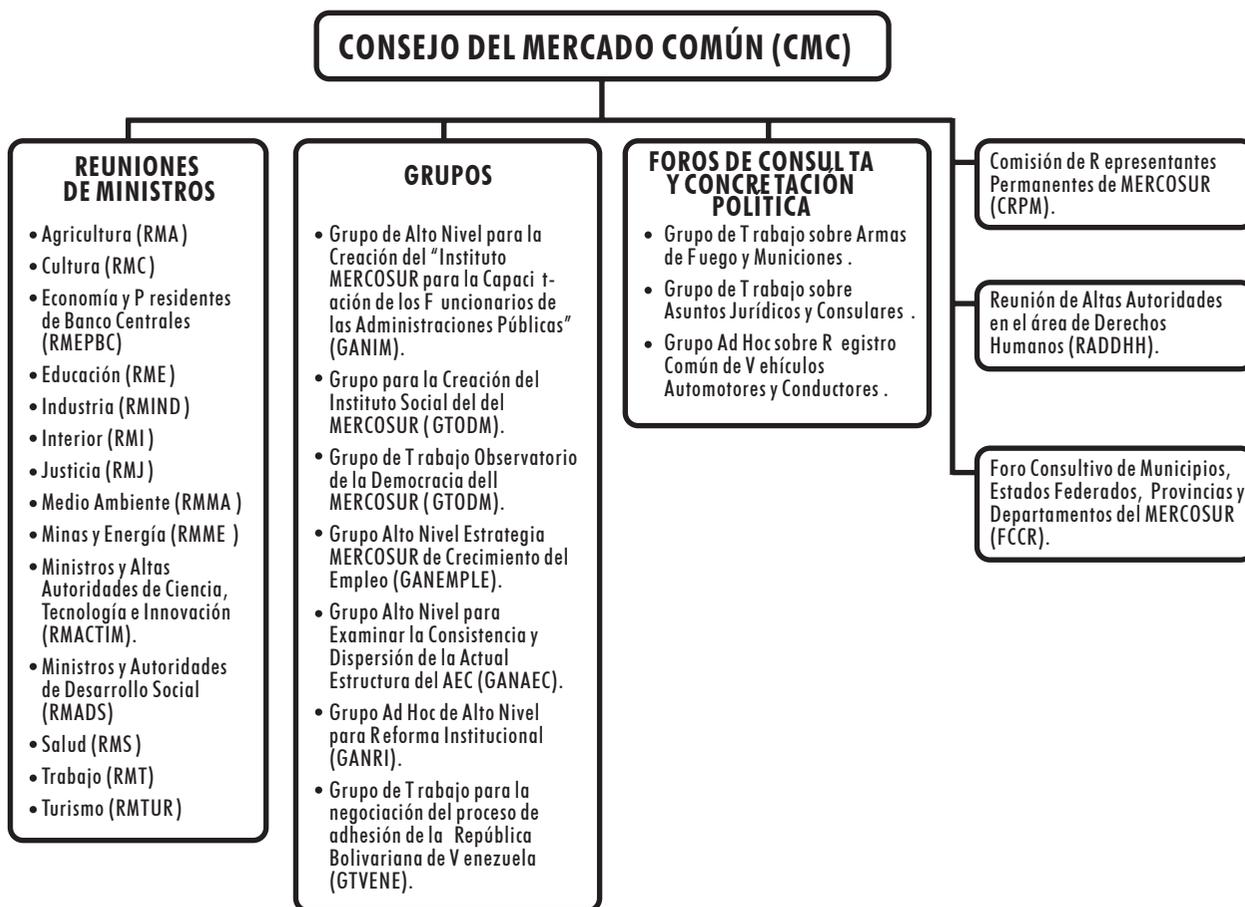 CONSEJO DEL MERCADO COMÚN (CMC)
REUNIONES
DE MINISTROS
• Agricultura (RMA)
• Cultura (RMC)
• Economía y P residentes
de Banco Centrales
(RMEPBC)
• Educación (RME)
• Industria (RMIND)
• Interior (RMI)
• Justicia (RMJ)
• Medio Ambiente (RMMA )
• Minas y Energía (RMME )
• Ministros y Altas
Autoridades de Ciencia,
Tecnología e Innovación
(RMACTIM).
• Ministros y Autoridades
de Desarrollo Social
(RMADS)
• Salud (RMS)
• Trabajo (RMT)
• Turismo (RMTUR)
GRUPOS
• Grupo de Alto Nivel para la
Creación del “Instituto
MERCOSUR para la Capaci t-
ación de los F uncionarios de
las Administraciones Públicas”
(GANIM).
• Grupo para la Creación del
Instituto Social del del
MERCOSUR ( GTODM).
• Grupo de T rabajo Observatorio
de la Democracia dell
MERCOSUR ( GTODM).
• Grupo Alto Nivel Estrategia
MERCOSUR de Crecimiento del
Empleo (GANEMPLE).
• Grupo Alto Nivel para
Examinar la Consistencia y
Dispersión de la Actual
Estructura del AEC (GANAEC).
• Grupo Ad Hoc de Alto Nivel
para Reforma Institucional
(GANRI).
• Grupo de T rabajo para la
negociación del proceso de
adhesión de la República
Bolivariana de V enezuela
(GTVENE).
FOROS DE CONSUL TA
Y CONCRETACIÓN
POLÍTICA
• Grupo de T rabajo sobre Armas
de Fuego y Municiones .
• Grupo de T rabajo sobre
Asuntos Jurídicos y Consulares .
• Grupo Ad Hoc sobre R egistro
Común de V ehículos
Automotores y Conductores .
Comisión de R epresentantes
Permanentes de MERCOSUR
(CRPM).
Reunión de Altas Autoridades
en el área de Derechos
Humanos (RADDHH).
Foro Consultivo de Municipios,
Estados Federados, Provincias y
Departamentos del MERCOSUR
(FCCR).